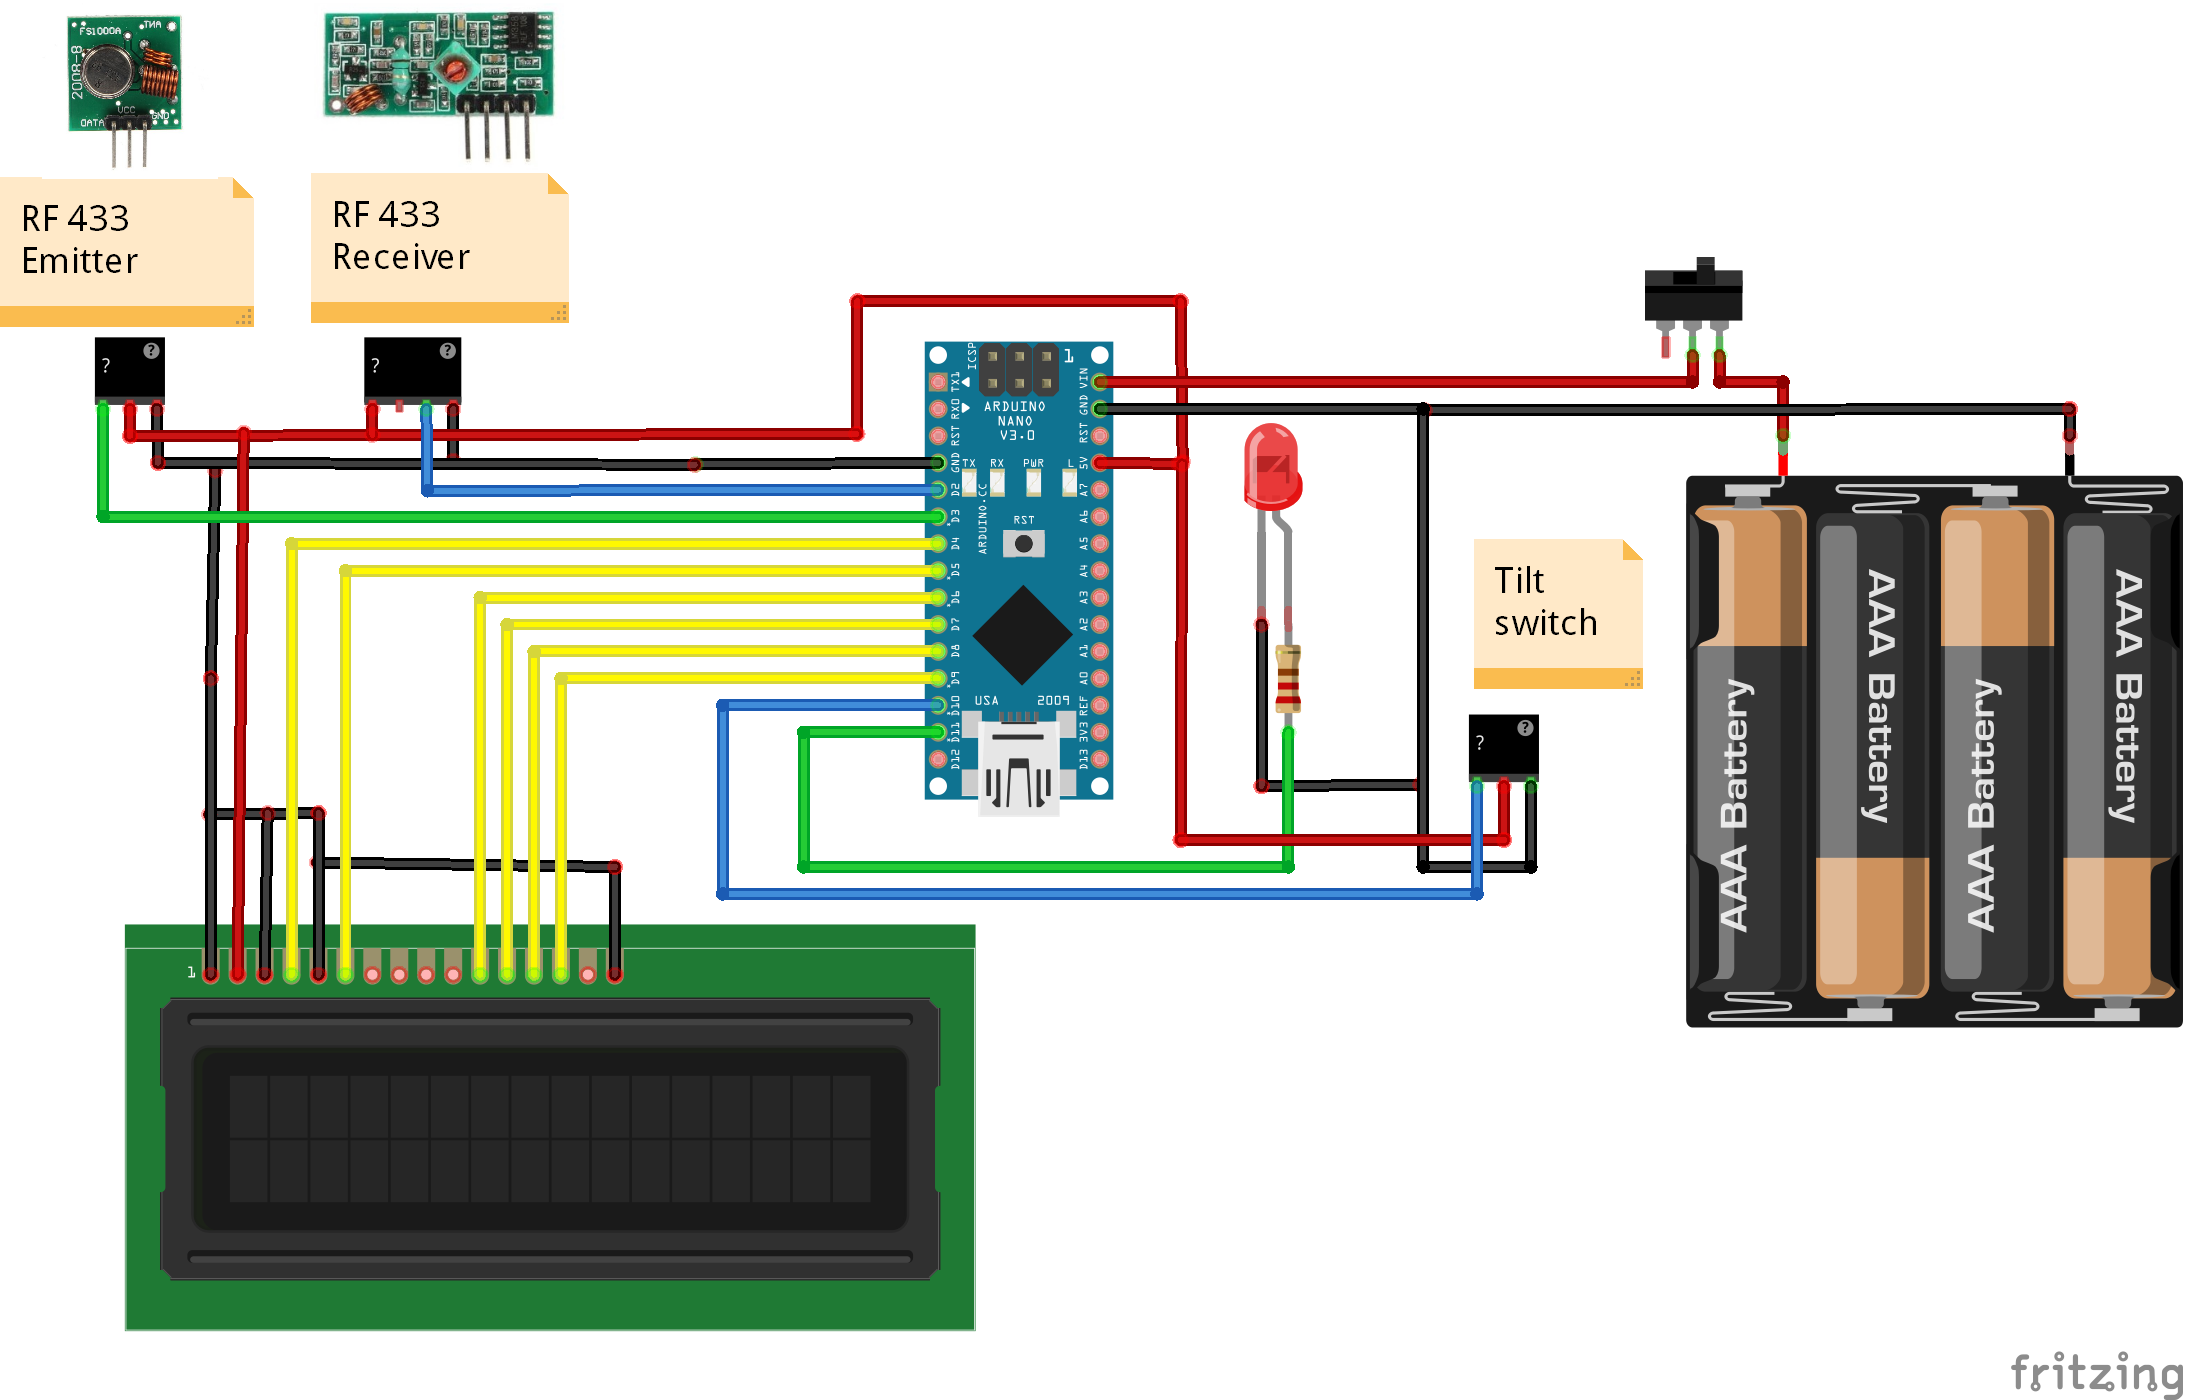 FS1000A
ANT
2008-8
VCC
DATA
GND
RF 433
Emitter
RF 433
Receiver
?
?
?
?
ICSP
1
TX1
RX0
RST
GND
D2
D3
D4
D5
D6
D7
D8
D9
D10
D11
D12
ARDUINO
NANO
V3.0
TX
RX
PWR
L
ARDUINO.CC
RST
USA
2009
VIN
GND
RST
5V
A7
A6
A5
A4
A3
A2
A1
A0
REF
3V3
D13
Tilt
switch
?
?
AAA Battery
AAA Battery
AAA Battery
AAA Battery
1
fritzing